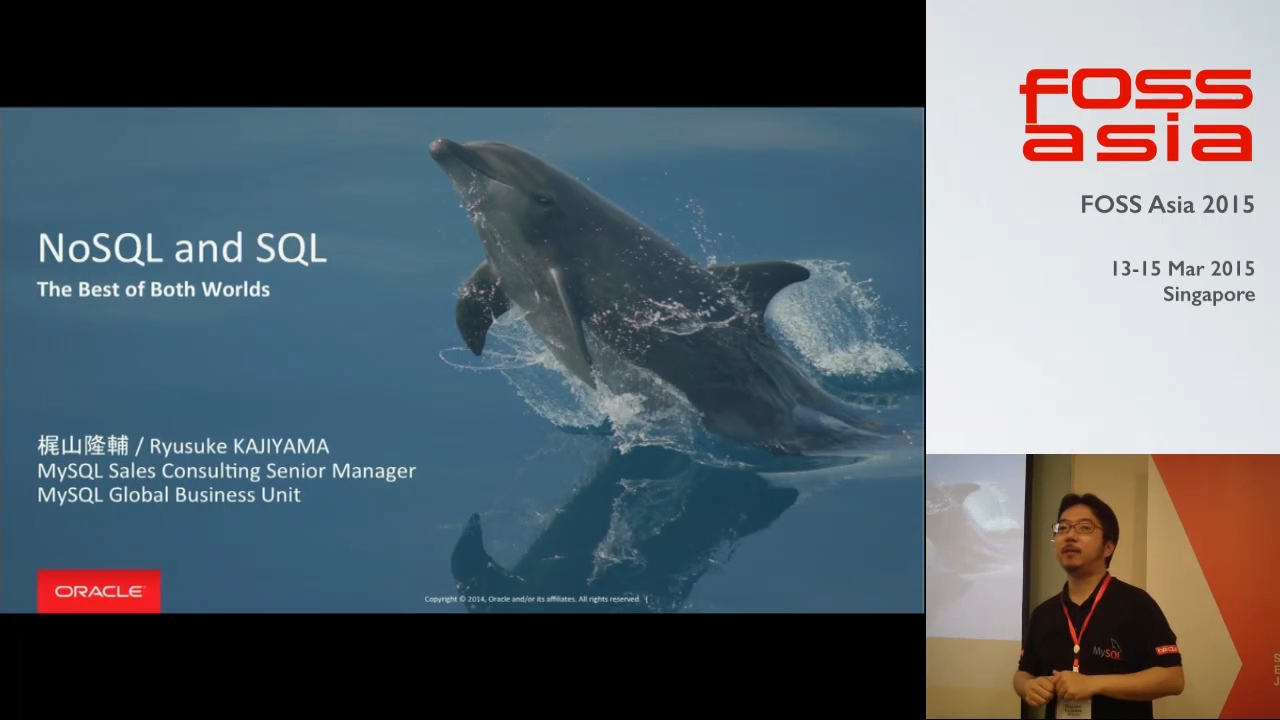 NoSQL and SQL
The Best of Both Worlds
梶山隆輔 / Ryusuke KAJIYAMA
MySQL Sales Consulting Senior Manager
MySQL Global Business Unit
ORACLE
Copyright © 2014, Oracle and/or its affiliates. All rights reserved. |
foss
asia
FOSS Asia 2015
13-15 Mar 2015
Singapore
MySQL
ORACLE